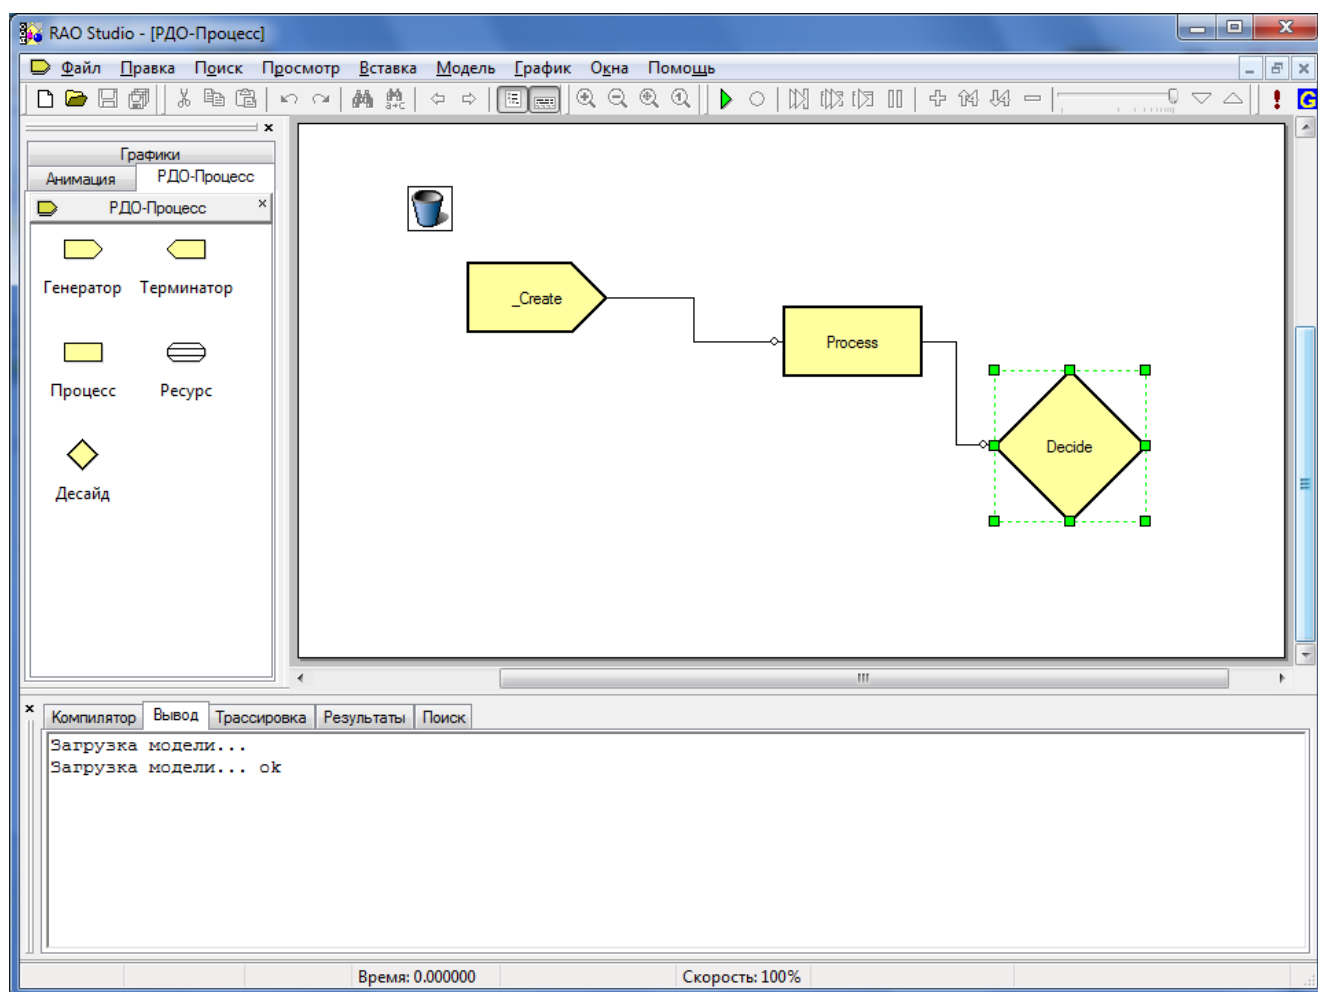 RAO Studio - [РДО-Процесс]
Файл Правка Поиск Просмотр Вставка Модель График Окна Помощь
Графики
Анимация РДО-Процесс
РДО-Процесс
Генератор Терминатор
Процесс Ресурс
Десайд
_Create
Process
Decide
Компилятор Вывод Трассировка Результаты Поиск
Загрузка модели...
Загрузка модели... ok
Время: 0.000000 Скорость: 100%